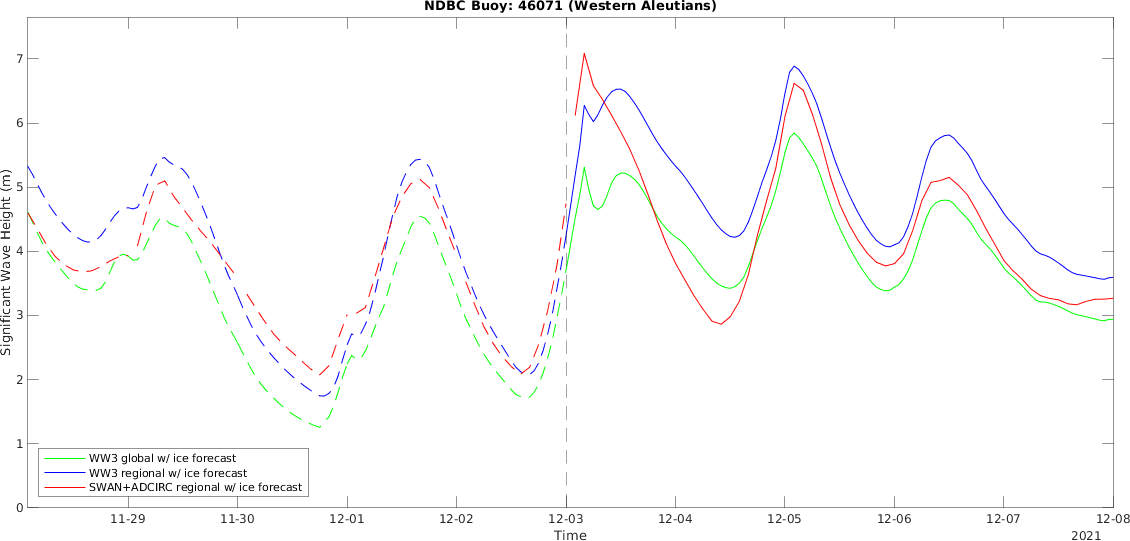 NDBC Buoy: 46071 (Western Aleutians)
7
6
5
4
3
2
1
0
Significant Wave Height (m)
WW3 global w/ ice forecast
WW3 regional w/ ice forecast
SWAN+ADCIRC regional w/ ice forecast
11-29 11-30 12-01 12-02 12-03 12-04 12-05 12-06 12-07 12-08
Time
2021